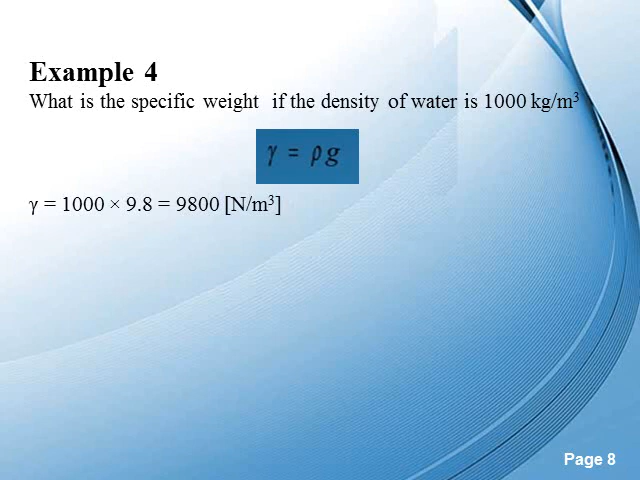 Example 4
What is the specific weight if the density of water is 1000 kg/m³
γ = ρg
γ = 1000 × 9.8 = 9800 [N/m³]
Page 8